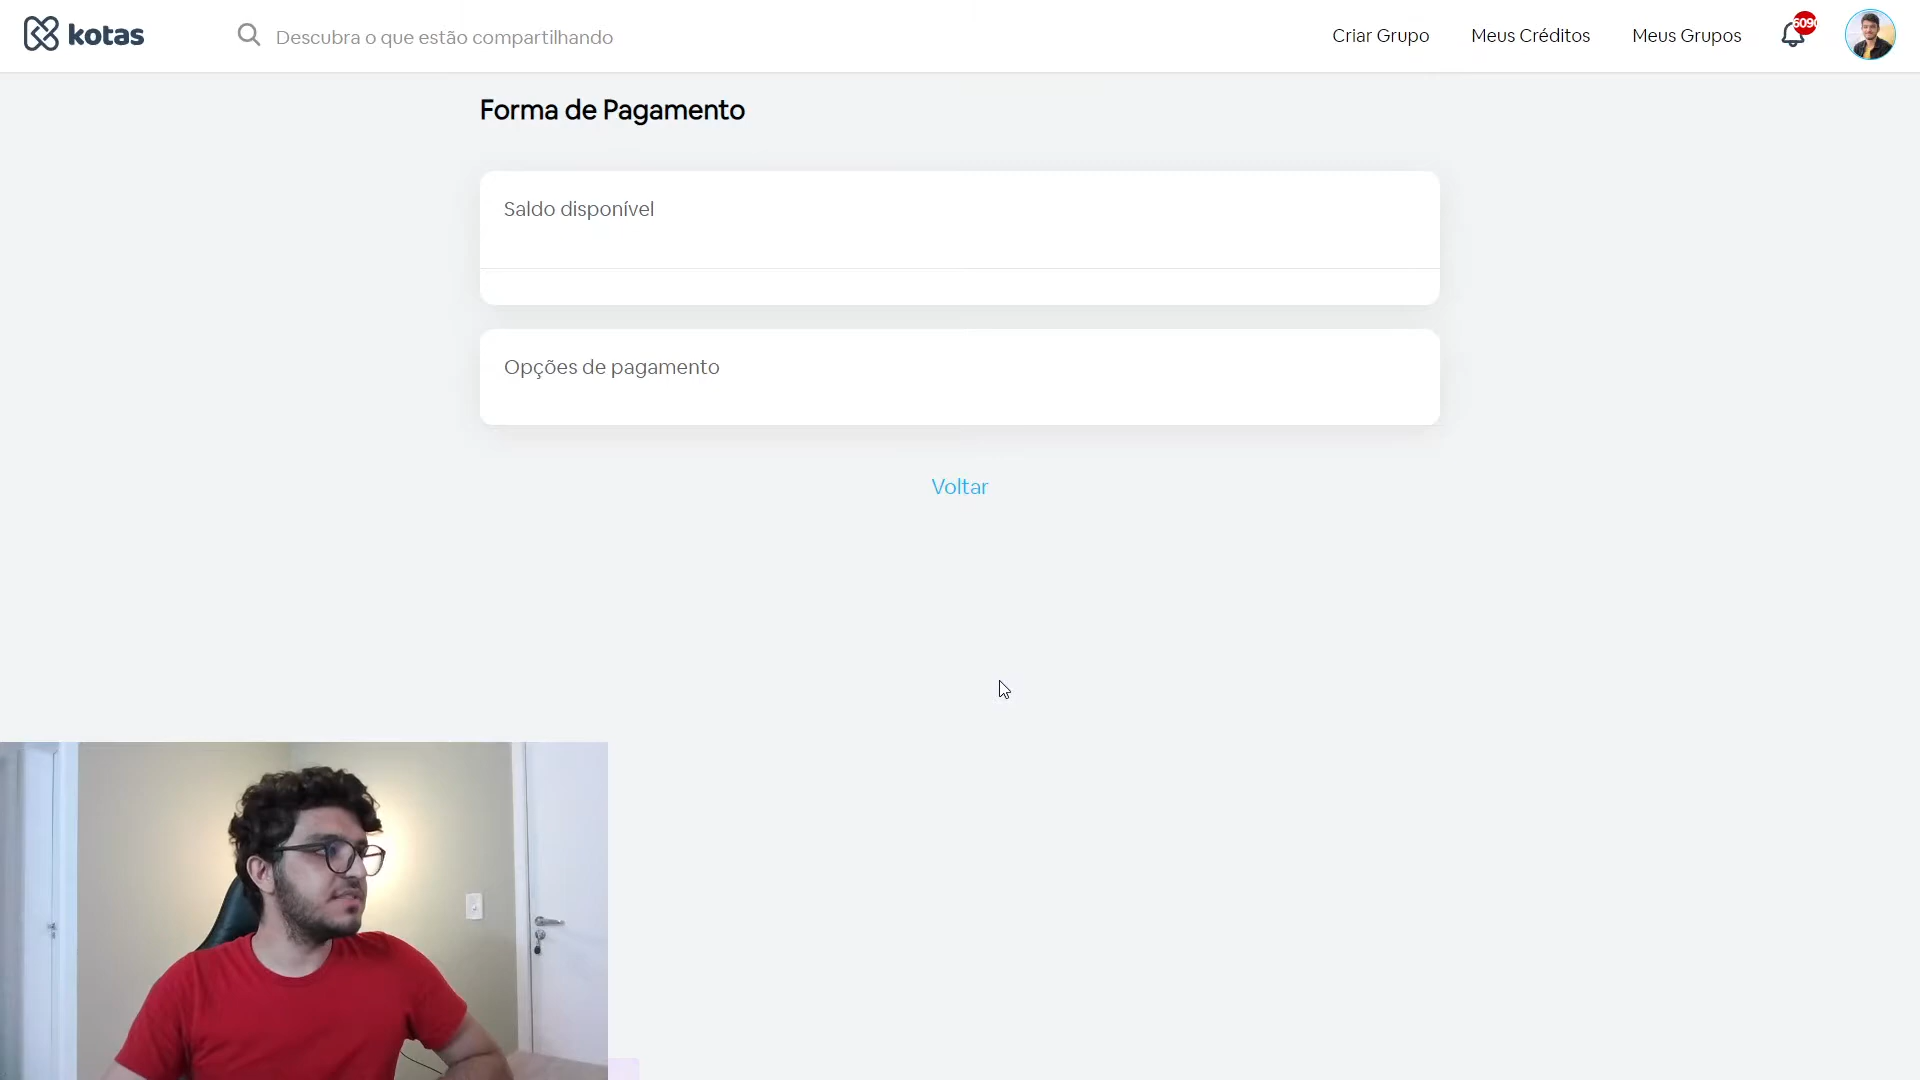 kotas
Descubra o que estão compartilhando
Criar Grupo
Meus Créditos
Meus Grupos
Forma de Pagamento
Saldo disponível
Opções de pagamento
Voltar